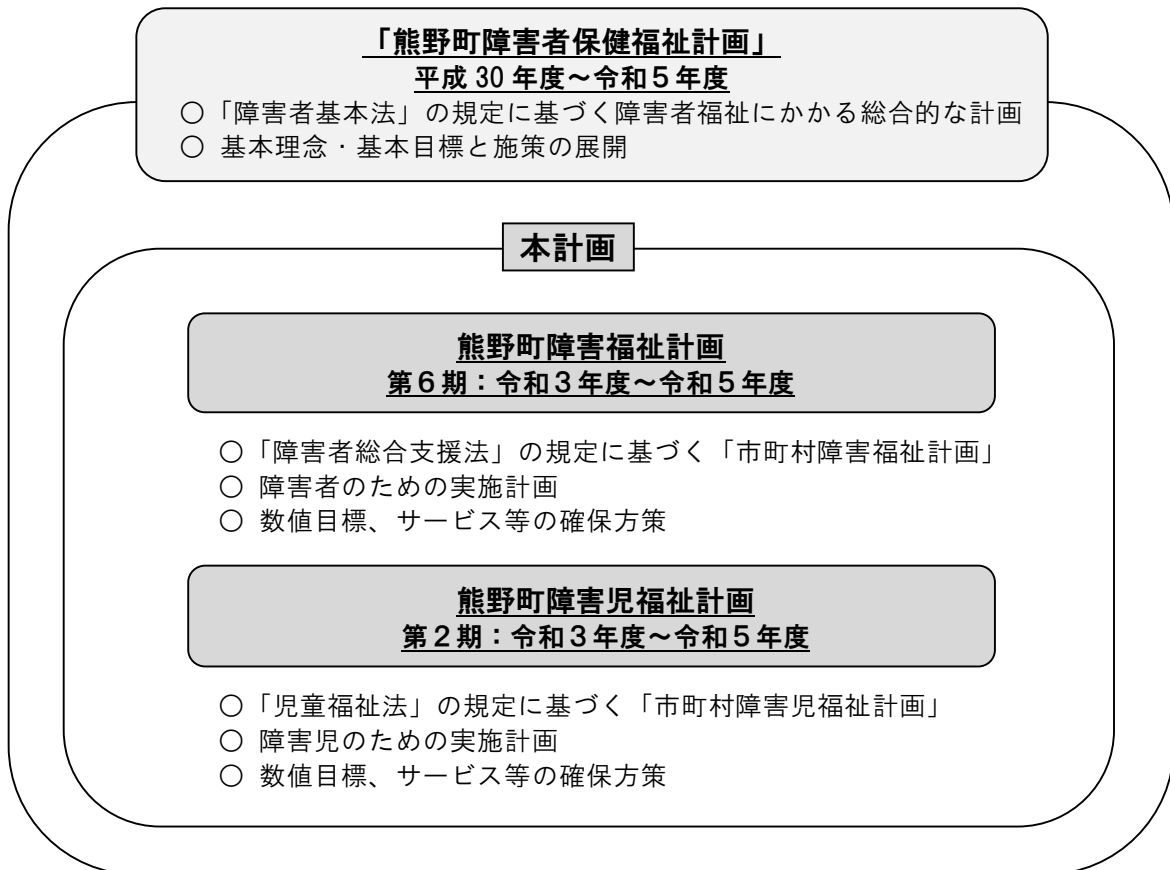 「熊野町障害者保健福祉計画」
平成 30 年度～令和５年度
○「障害者基本法」の規定に基づく障害者福祉にかかる総合的な計画
○ 基本理念・基本目標と施策の展開
本計画
熊野町障害福祉計画
第６期：令和３年度～令和５年度
○「障害者総合支援法」の規定に基づく「市町村障害福祉計画」
○ 障害者のための実施計画
○ 数値目標、サービス等の確保方策
熊野町障害児福祉計画
第２期：令和３年度～令和５年度
○「児童福祉法」の規定に基づく「市町村障害児福祉計画」
○ 障害児のための実施計画
○ 数値目標、サービス等の確保方策